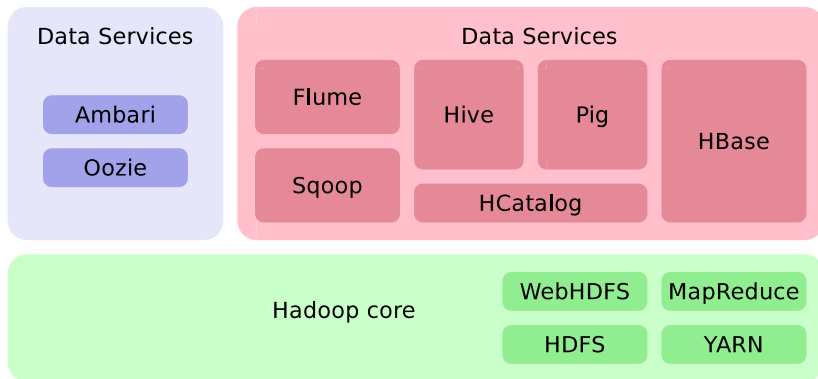 Data Services
Ambari
Oozie
Data Services
Flume
Sqoop
Hive
Pig
HCatalog
HBase
Hadoop core
WebHDFS
MapReduce
HDFS
YARN